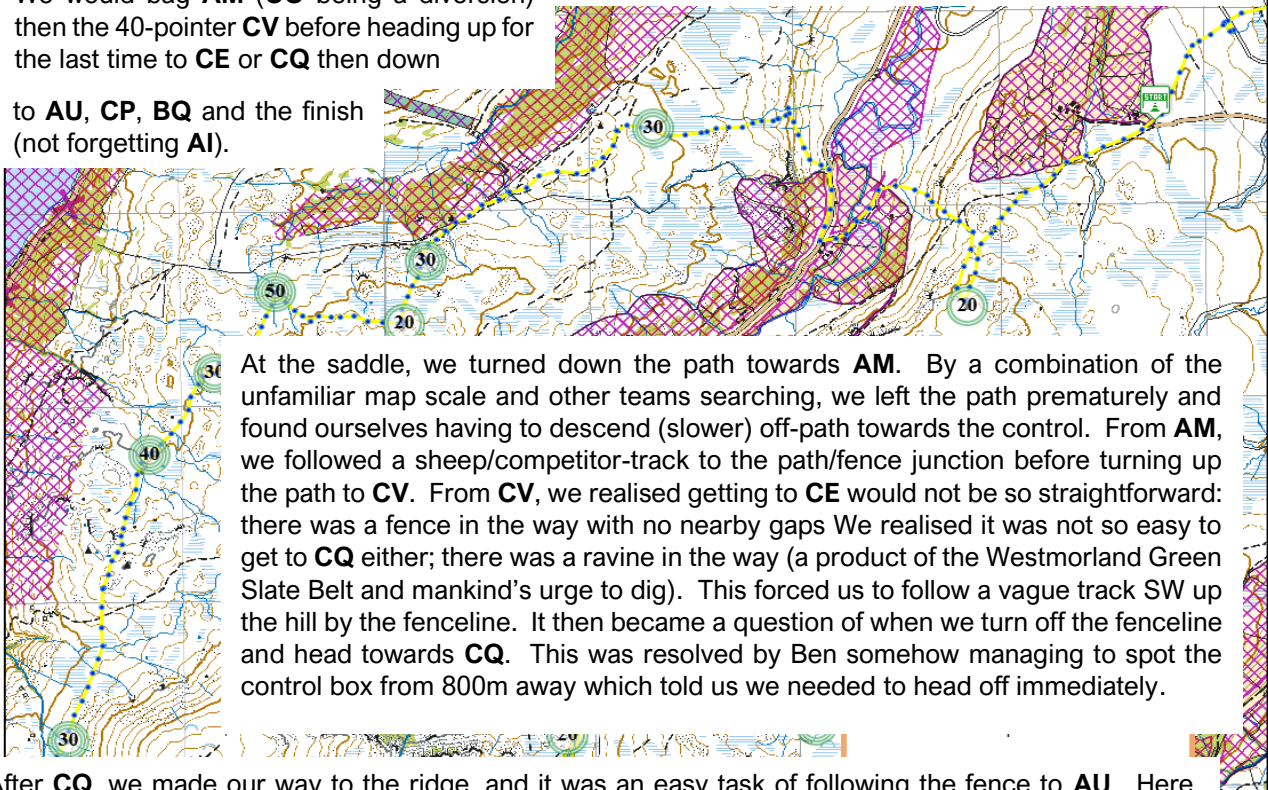 We would bag AM (CO being a diversion)
then the 40-pointer CV before heading up for
the last time to CE or CQ then down
to AU, CP, BQ and the finish
(not forgetting AI).
START
30
30
50
20
20
30
40
30
20
At the saddle, we turned down the path towards AM. By a combination of the
unfamiliar map scale and other teams searching, we left the path prematurely and
found ourselves having to descend (slower) off-path towards the control. From AM,
we followed a sheep/competitor-track to the path/fence junction before turning up
the path to CV. From CV, we realised getting to CE would not be so straightforward:
there was a fence in the way with no nearby gaps We realised it was not so easy to
get to CQ either; there was a ravine in the way (a product of the Westmorland Green
Slate Belt and mankind's urge to dig). This forced us to follow a vague track SW up
the hill by the fenceline. It then became a question of when we turn off the fenceline
and head towards CQ. This was resolved by Ben somehow managing to spot the
control box from 800m away which told us we needed to head off immediately.
After CQ, we made our way to the ridge, and it was an easy task of following the fence to AU. Here